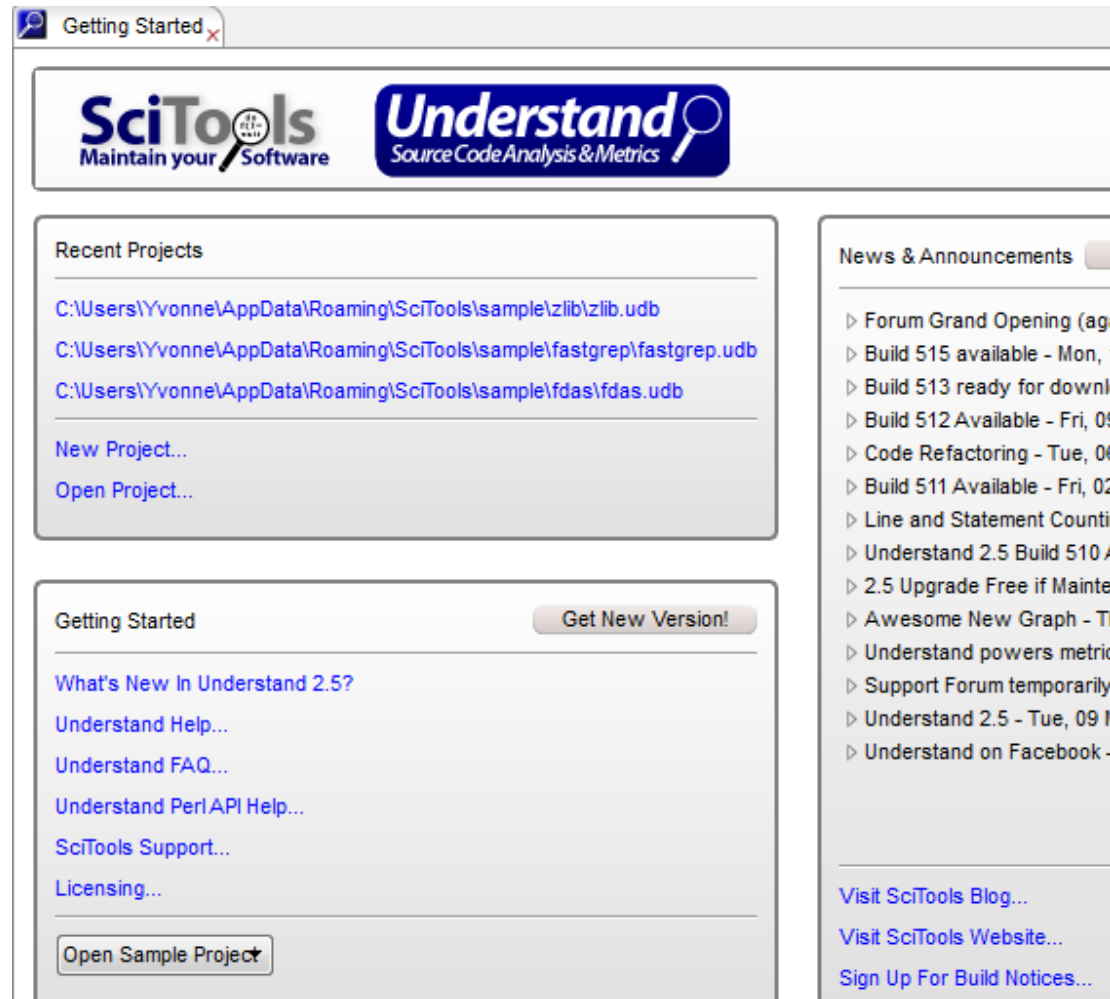 Getting Started
SciTools
Maintain your Software
Understand
Source Code Analysis & Metrics
Recent Projects
C:\Users\Yvonne\AppData\Roaming\SciTools\sample\zlib\zlib.udb
C:\Users\Yvonne\AppData\Roaming\SciTools\sample\fastgrep\fastgrep.udb
C:\Users\Yvonne\AppData\Roaming\SciTools\sample\fdas\fdas.udb
New Project...
Open Project...
Getting Started
Get New Version!
What's New In Understand 2.5?
Understand Help...
Understand FAQ...
Understand Perl API Help...
SciTools Support...
Licensing...
Open Sample Project
News & Announcements
Forum Grand Opening
Build 515 available - Mon,
Build 513 ready for
Build 512 Available - Fri,
Code Refactoring - Tue,
Build 511 Available - Fri, 02
Line and Statement
Understand 2.5 Build 510
2.5 Upgrade Free if
Awesome New Graph -
Understand powers
Support Forum temporarily
Understand 2.5 - Tue, 09
Understand on Facebook -
Visit SciTools Blog...
Visit SciTools Website...
Sign Up For Build Notices...